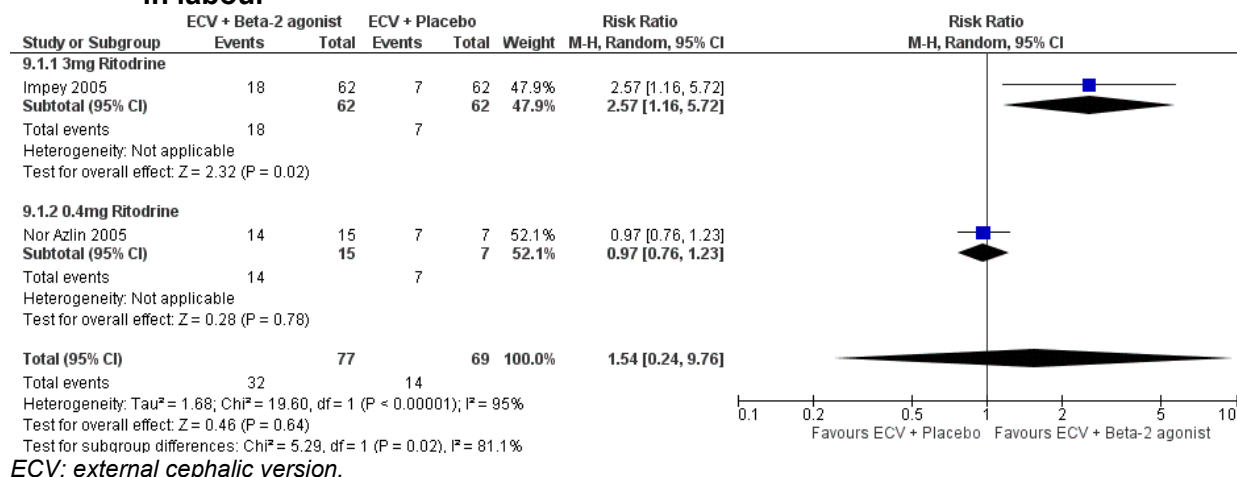 in labour
ECV + Beta-2 agonist ECV + Placebo Risk Ratio Risk Ratio
Study or Subgroup Events Total Events Total Weight M-H, Random, 95% CI M-H, Random, 95% CI
9.1.1 3mg Ritodrine
Impey 2005 18 62 7 62 47.9% 2.57 [1.16, 5.72]
Subtotal (95% CI) 62 62 47.9% 2.57 [1.16, 5.72]
Total events 18 7
Heterogeneity: Not applicable
Test for overall effect: Z = 2.32 (P = 0.02)
9.1.2 0.4mg Ritodrine
Nor Azlin 2005 14 15 7 7 52.1% 0.97 [0.76, 1.23]
Subtotal (95% CI) 15 7 52.1% 0.97 [0.76, 1.23]
Total events 14 7
Heterogeneity: Not applicable
Test for overall effect: Z = 0.28 (P = 0.78)
Total (95% CI) 77 69 100.0% 1.54 [0.24, 9.76]
Total events 32 14
Heterogeneity: Tau² = 1.68; Chi² = 19.60, df = 1 (P < 0.00001); I² = 95%
Test for overall effect: Z = 0.46 (P = 0.64)
Test for subgroup differences: Chi² = 5.29, df = 1 (P = 0.02), I² = 81.1%
0.1 0.2 0.5 1 2 5 10
Favours ECV + Placebo Favours ECV + Beta-2 agonist
ECV: external cephalic version.